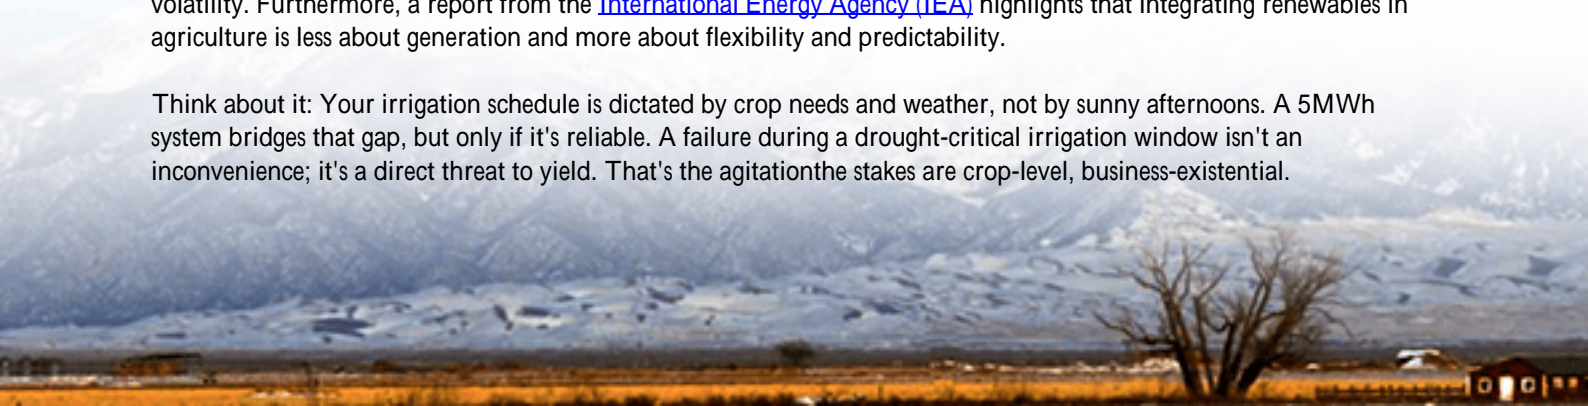 volatility. Furthermore, a report from the International Energy Agency (IEA) highlights that integrating renewables in
agriculture is less about generation and more about flexibility and predictability.
Think about it: Your irrigation schedule is dictated by crop needs and weather, not by sunny afternoons. A 5MWh
system bridges that gap, but only if it's reliable. A failure during a drought-critical irrigation window isn't an
inconvenience; it's a direct threat to yield. That's the agitationthe stakes are crop-level, business-existential.